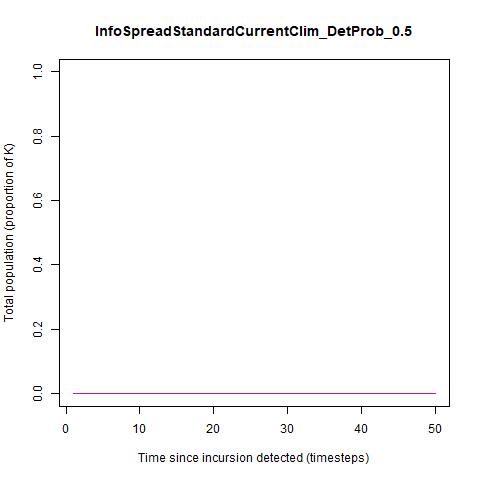 InfoSpreadStandardCurrentClim_DetProb_0.5
Total population (proportion of K)
1.0
0.8
0.6
0.4
0.2
0.0
0 10 20 30 40 50
Time since incursion detected (timesteps)